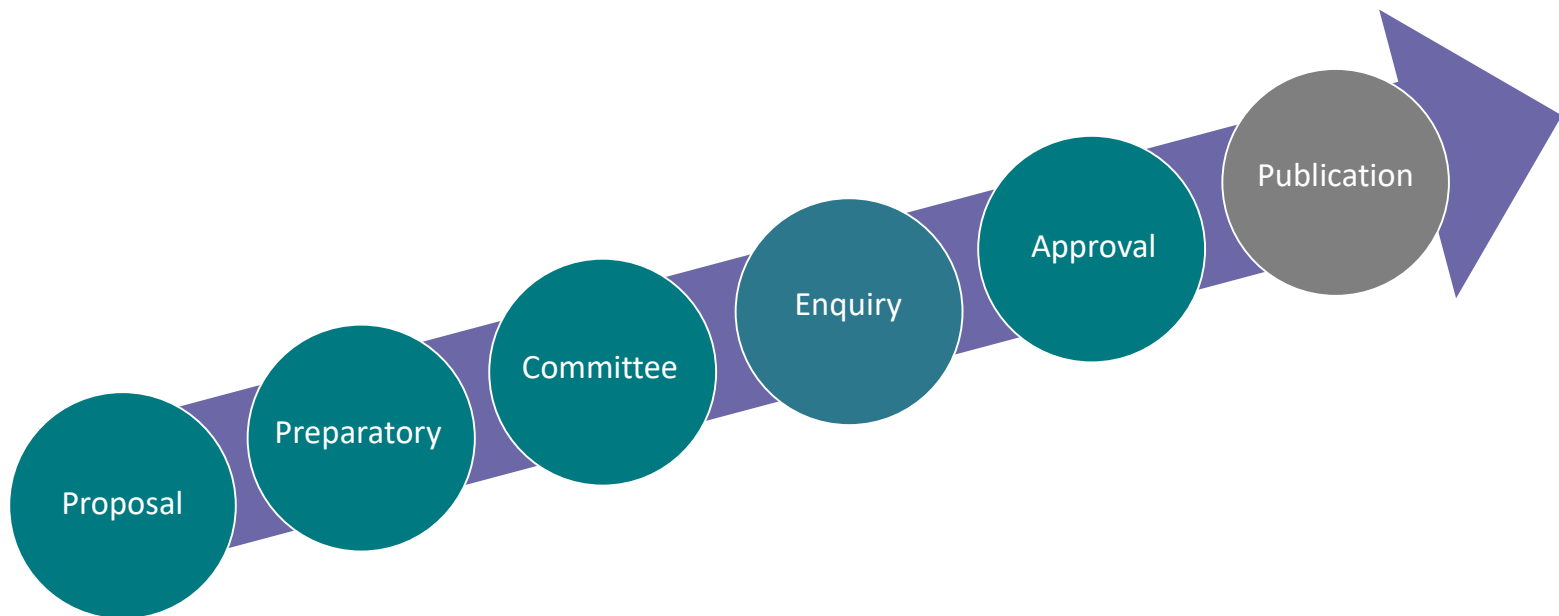 Proposal
Preparatory
Committee
Enquiry
Approval
Publication